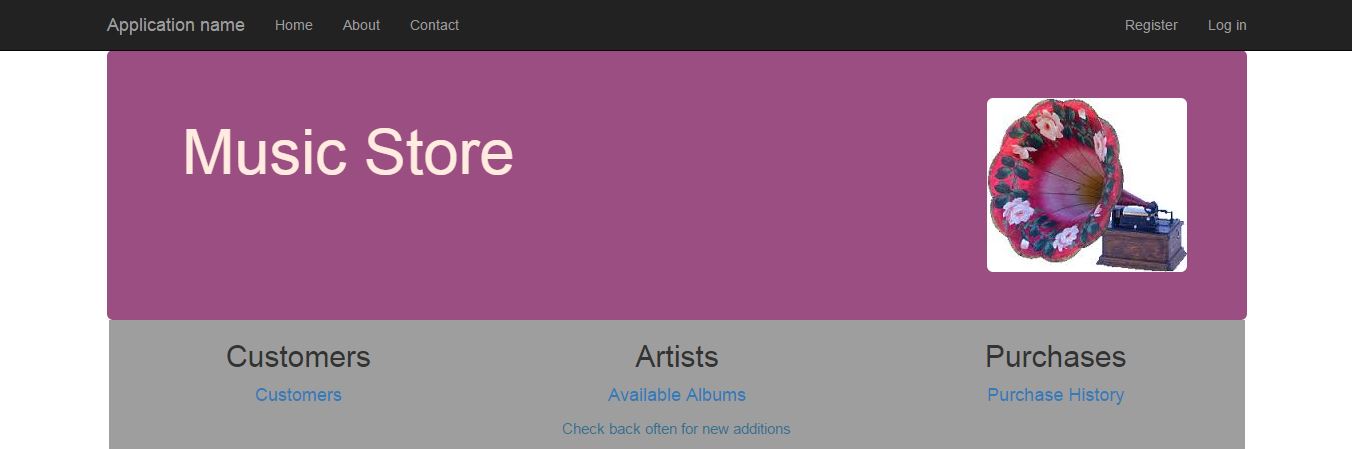 Application name Home About Contact Register Log in
Music Store
Customers Artists Purchases
Customers Available Albums Purchase History
Check back often for new additions